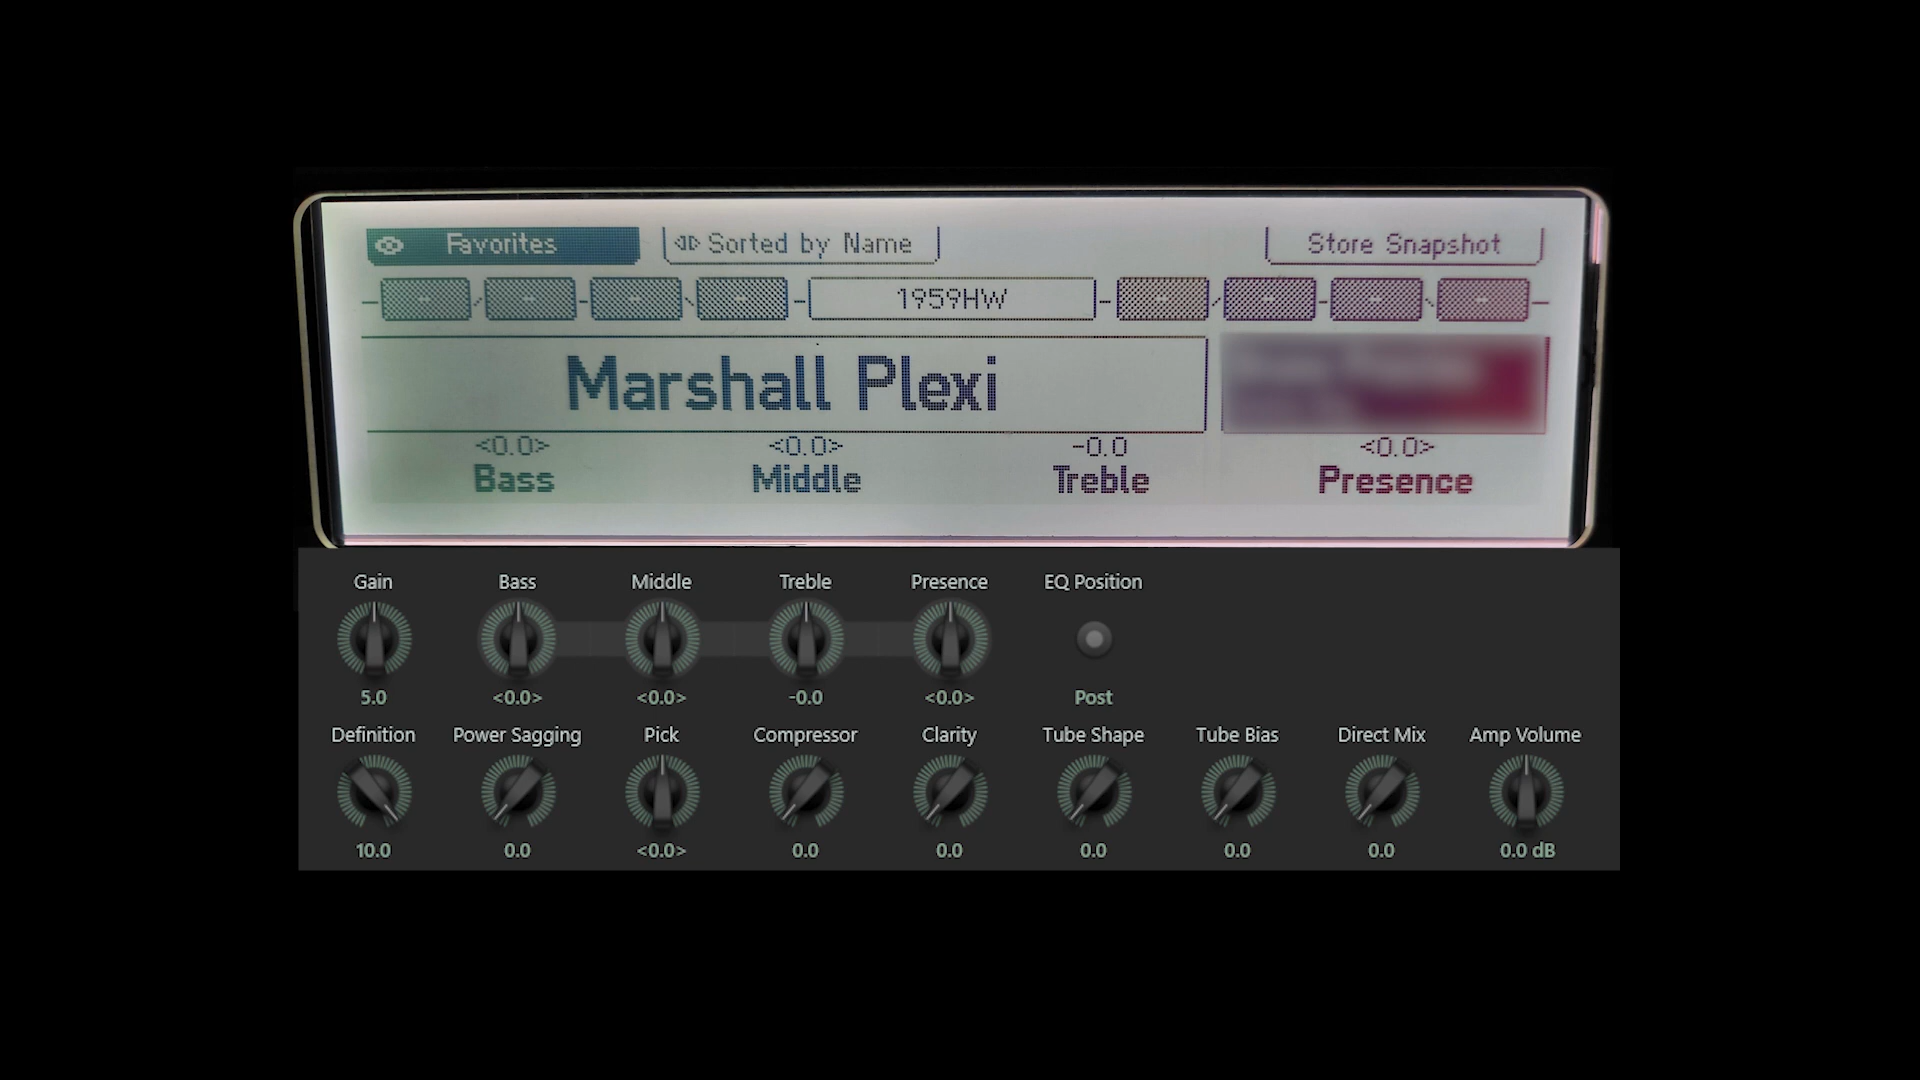 Favorites Sorted by Name Store Snapshot
1959HW
Marshall Plexi
<0.0> <0.0> -0.0 <0.0>
Bass Middle Treble Presence
Gain Bass Middle Treble Presence EQ Position
5.0 <0.0> <0.0> -0.0 <0.0> Post
Definition Power Sagging Pick Compressor Clarity Tube Shape Tube Bias Direct Mix Amp Volume
10.0 0.0 <0.0> 0.0 0.0 0.0 0.0 0.0 0.0 dB